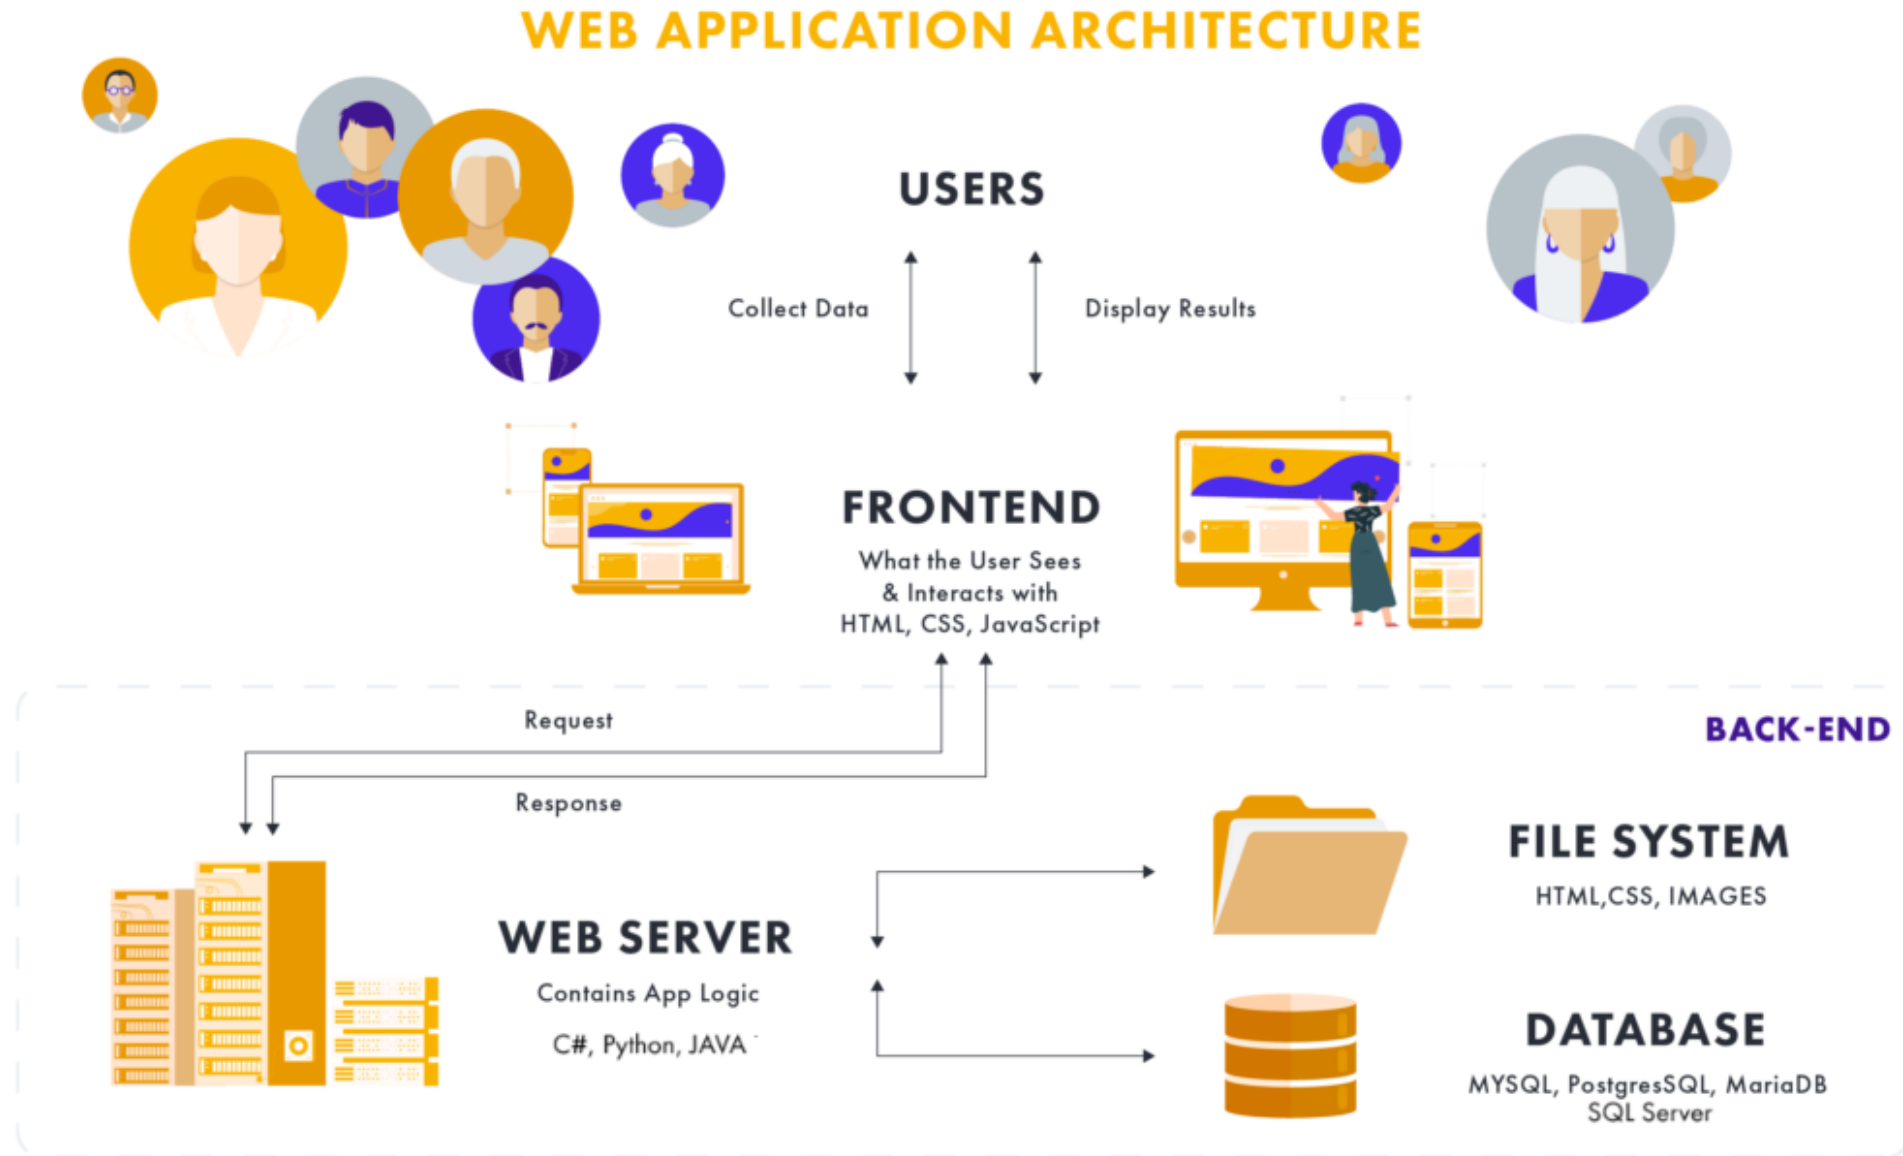 WEB APPLICATION ARCHITECTURE
USERS
Collect Data
Display Results
FRONTEND
What the User Sees
& Interacts with
HTML, CSS, JavaScript
Request
BACK-END
Response
FILE SYSTEM
HTML,CSS, IMAGES
WEB SERVER
Contains App Logic
C#, Python, JAVA
DATABASE
MYSQL, PostgresSQL, MariaDB
SQL Server